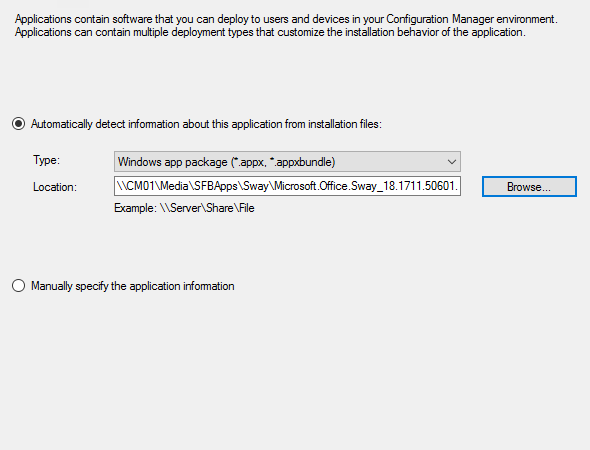 Applications contain software that you can deploy to users and devices in your Configuration Manager environment.
Applications can contain multiple deployment types that customize the installation behavior of the application.
Automatically detect information about this application from installation files:
Type:
Windows app package (*.appx, *.appxbundle)
Location:
\\CM01\Media\SFBApps\Sway\Microsoft.Office.Sway_18.1711.50601.
Browse...
Example: \\Server\Share\File
Manually specify the application information